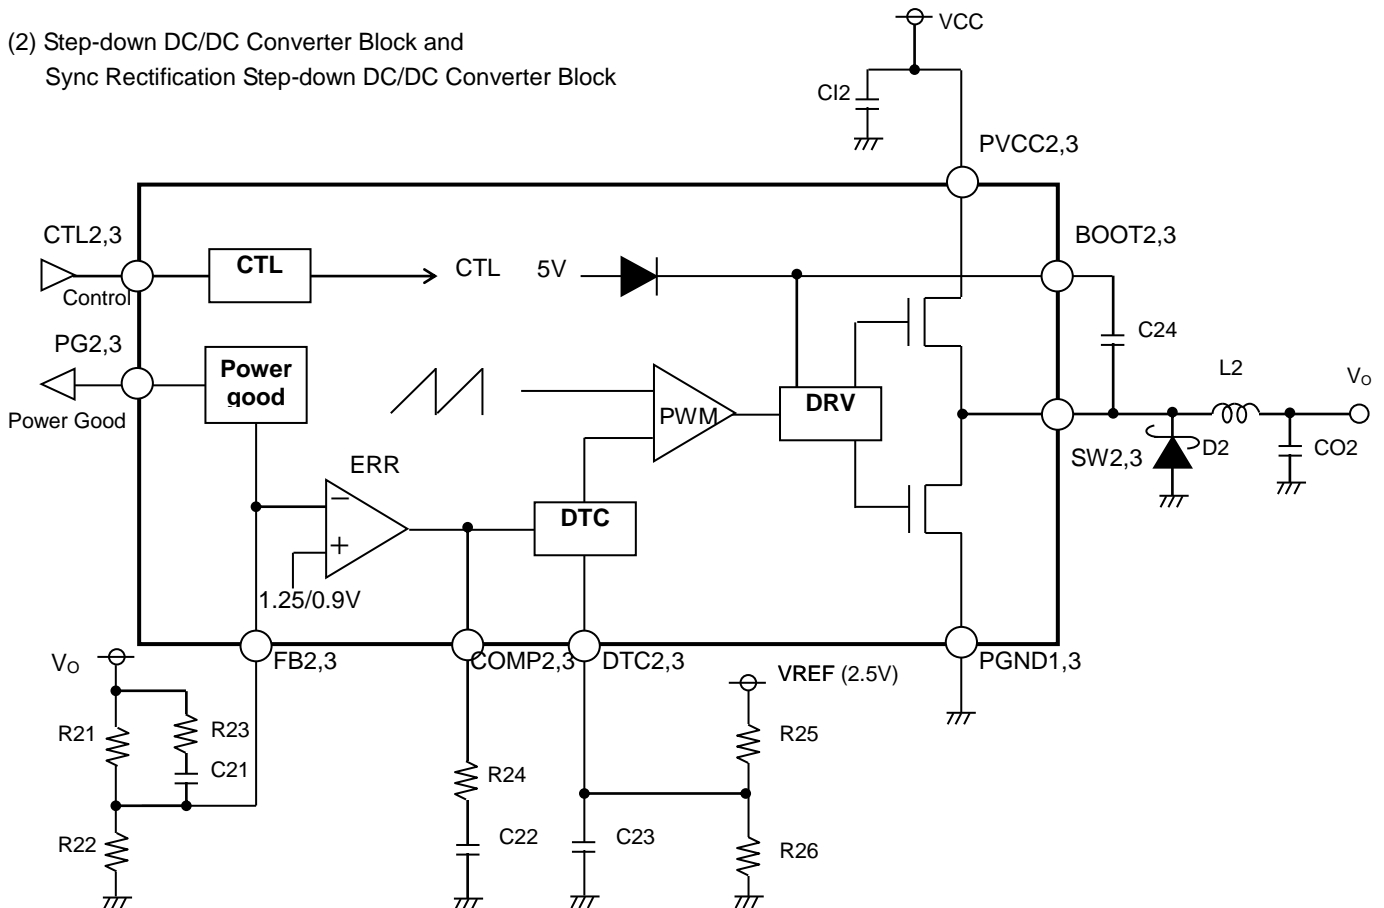 (2) Step-down DC/DC Converter Block and
Sync Rectification Step-down DC/DC Converter Block
VCC
CI2
PVCC2,3
CTL2,3
CTL
CTL
5V
BOOT2,3
Control
PG2,3
Power
good
Power Good
C24
L2
VO
PWM
DRV
SW2,3
D2
CO2
ERR
DTC
1.25/0.9V
VO
FB2,3
COMP2,3
DTC2,3
VREF (2.5V)
PGND1,3
R21
R23
C21
R24
R25
R22
C22
C23
R26